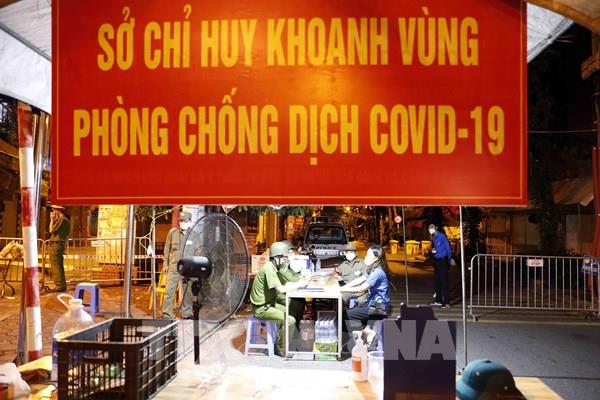 SỞ CHỈ HUY KHOANH VÙNG
PHÒNG CHỐNG DỊCH COVID-19